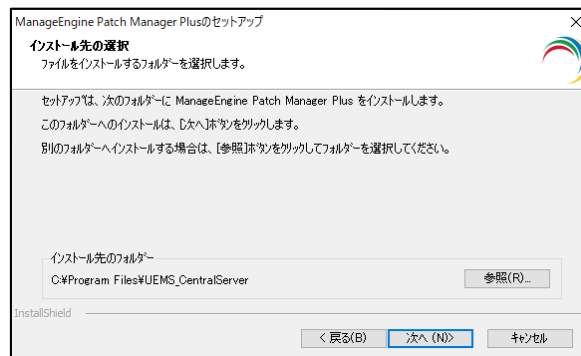 ManageEngine Patch Manager Plusのセットアップ
インストール先の選択
ファイルをインストールするフォルダーを選択します。
セットアップは、次のフォルダーに ManageEngine Patch Manager Plus をインストールします。
このフォルダーへのインストールは、[次へ]ボタンをクリックします。
別のフォルダーへインストールする場合は、[参照]ボタンをクリックしてフォルダーを選択してください。
インストール先のフォルダー
C:¥Program Files¥UEMS_CentralServer
参照(R)...
InstallShield
< 戻る(B)
次へ (N)>
キャンセル